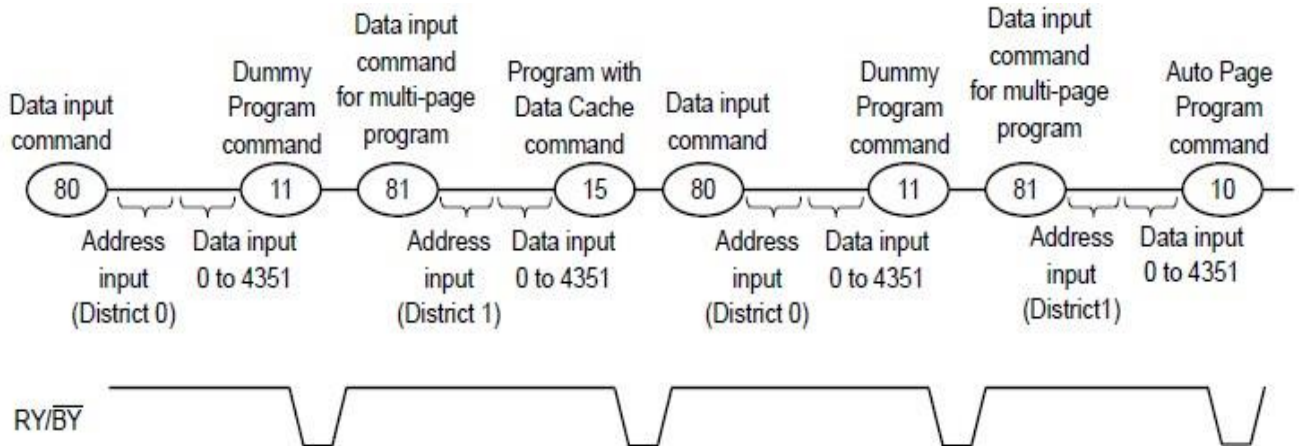 Data input
command
Dummy
Program
command
Data input
command
for multi-page
program
Program with
Data Cache
command
Data input
command
Dummy
Program
command
Data input
command
for multi-page
program
Auto Page
Program
command
80
11
81
15
80
11
81
10
Address
input
(District 0)
Data input
0 to 4351
Address
input
(District 1)
Data input
0 to 4351
Address
input
(District 0)
Data input
0 to 4351
Address
input
(District1)
Data input
0 to 4351
RY/BY